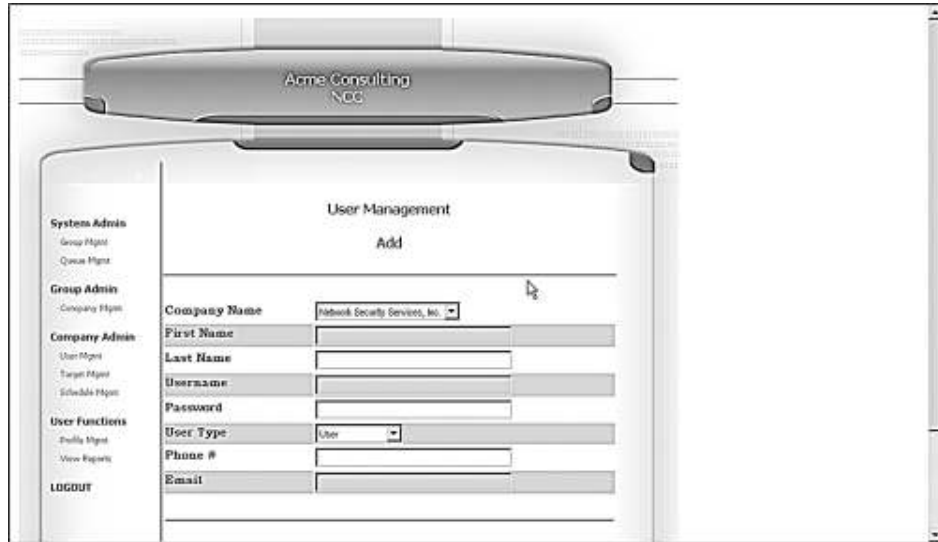 Acme Consulting
NCC
System Admin
Group Mgmt
Queue Mgmt
Group Admin
Company Mgmt
Company Admin
User Mgmt
Target Mgmt
Schedule Mgmt
User Functions
Profile Mgmt
View Reports
LOGOUT
User Management
Add
Company Name Network Security Services, Inc.
First Name
Last Name
Username
Password
User Type User
Phone #
Email